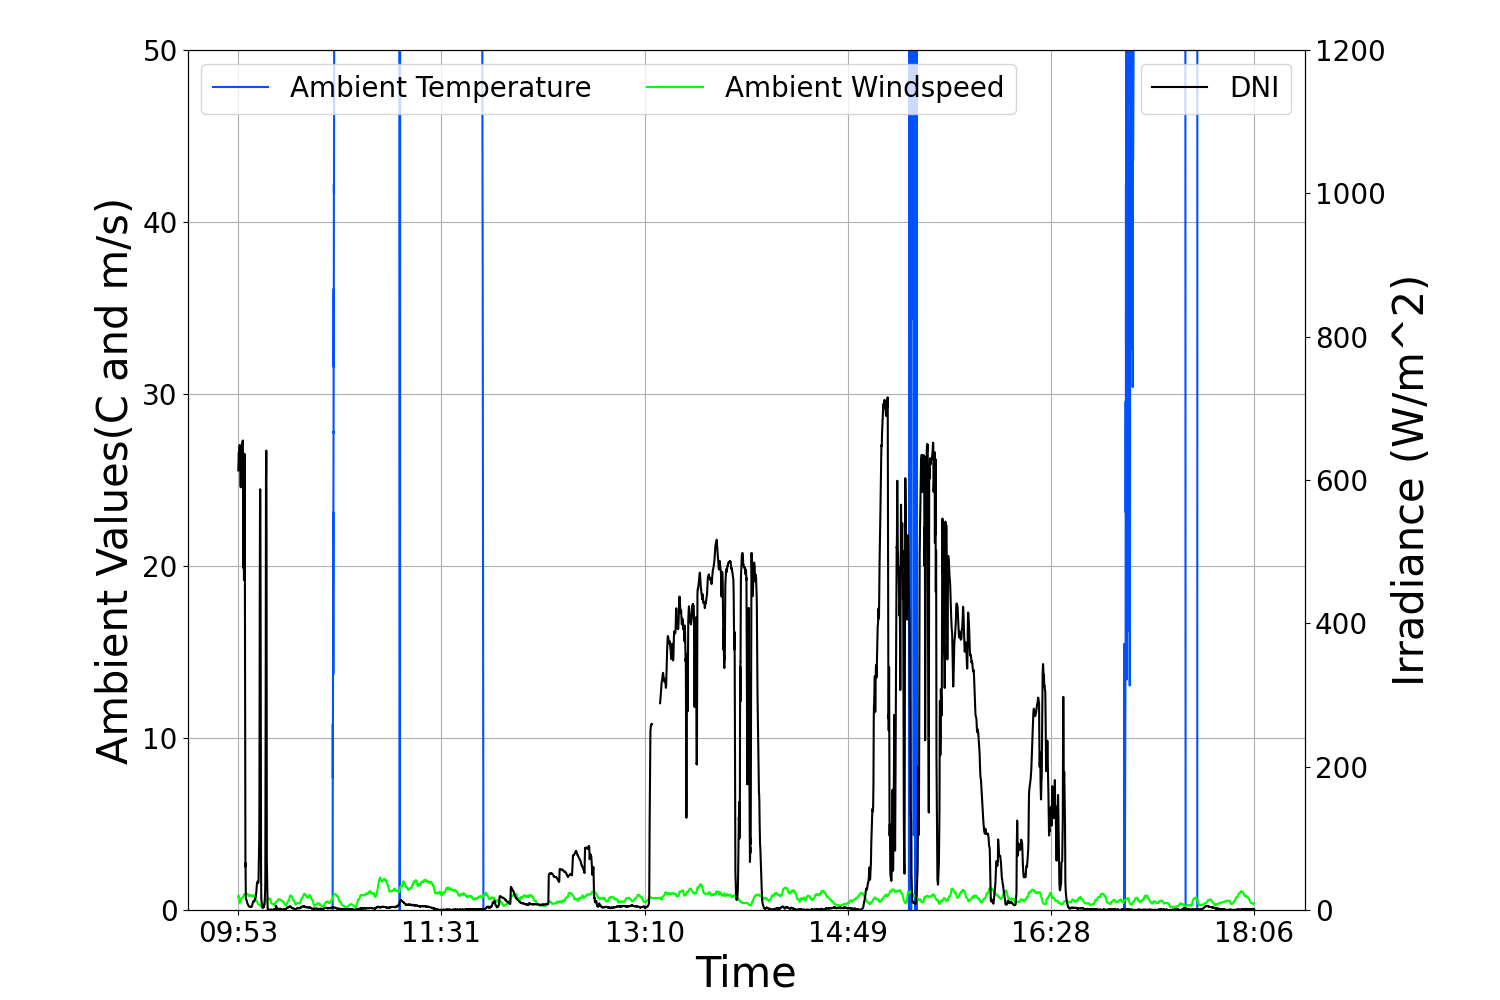 Ambient Temperature Ambient Windspeed DNI
Ambient Values(C and m/s)
50
40
30
20
10
0
1200
1000
800
600
400
200
0
Irradiance (W/m^2)
09:53 11:31 13:10 14:49 16:28 18:06
Time